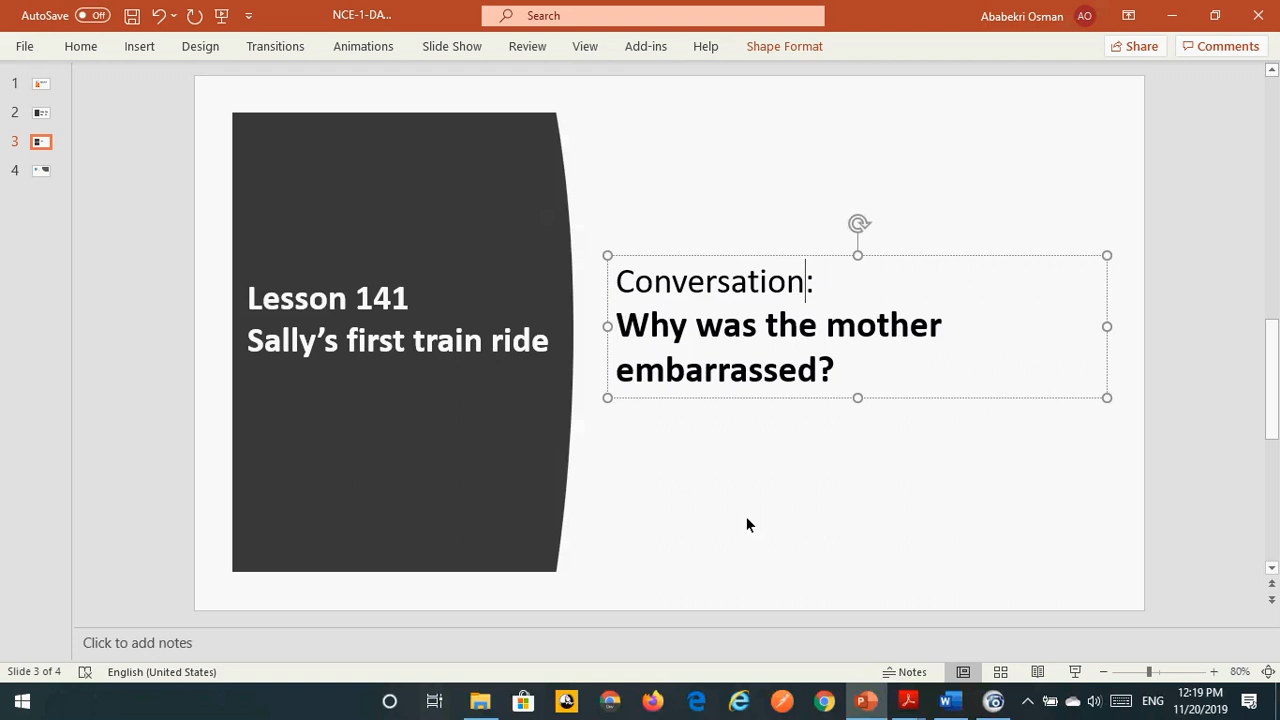 AutoSave Off NCE-1-DA... Search Ababekri Osman AO
File Home Insert Design Transitions Animations Slide Show Review View Add-ins Help Shape Format Share Comments
1
2
3
4
Lesson 141
Sally’s first train ride
Conversation:
Why was the mother
embarrassed?
Click to add notes
Slide 3 of 4 English (United States) Notes 80%
ENG 12:19 PM
11/20/2019